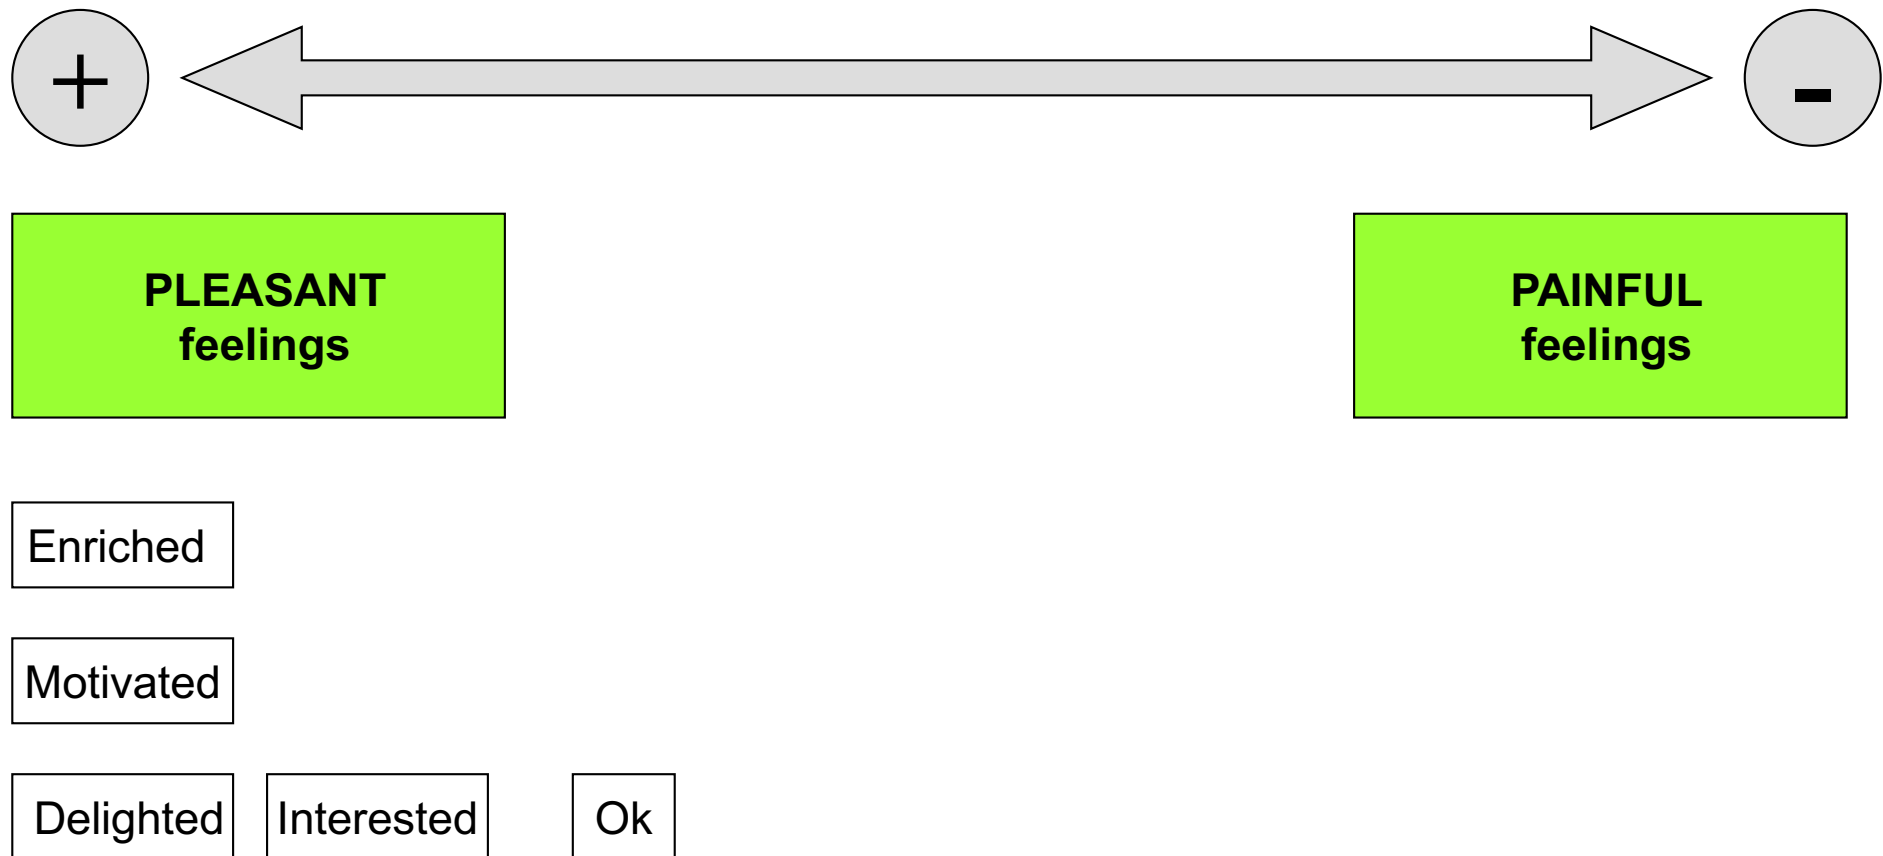 + -
PLEASANT
feelings
PAINFUL
feelings
Enriched
Motivated
Delighted Interested Ok